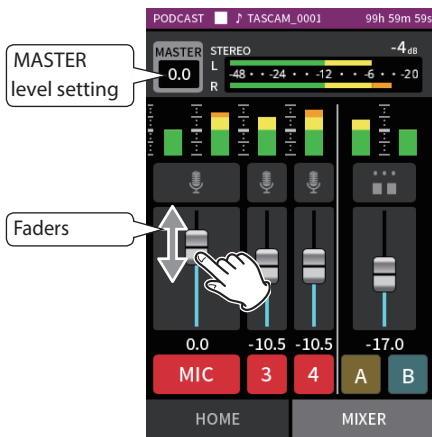 PODCAST ♪ TASCAM_0001 99h 59m 59s
MASTER
level setting
MASTER STEREO -4dB
0.0
L
-48 · · -24 · · -12 · · -6 · · -20
R
Faders
0.0 -10.5 -10.5 -17.0
MIC 3 4 A B
HOME MIXER